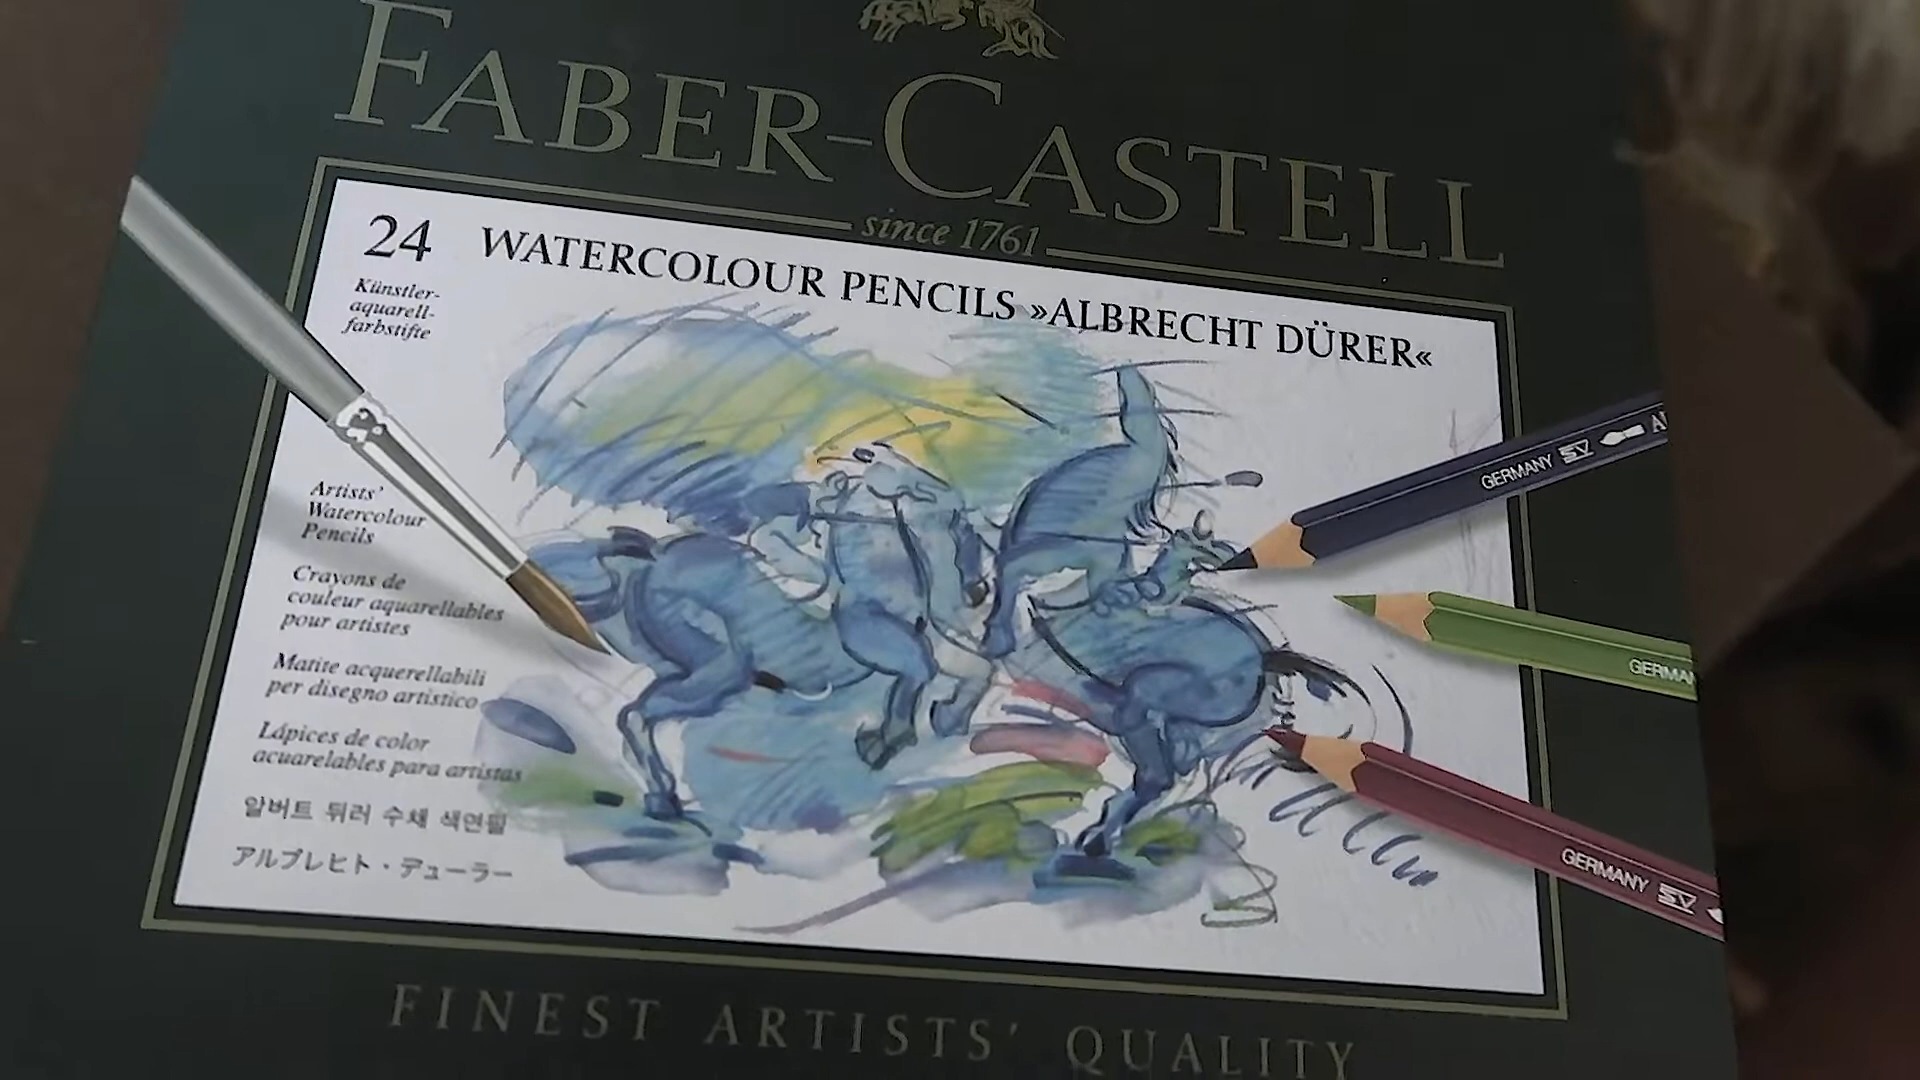 FABER-CASTELL
since 1761
24 WATERCOLOUR PENCILS »ALBRECHT DÜRER«
Künstler-
aquarell-
farbstifte
Artists'
Watercolour
Pencils
Crayons de
couleur aquarellables
pour artistes
Matite acquerellabili
per disegno artistico
Lápices de color
acuarelables para artistas
알버트 뒤러 수채 색연필
アルブレヒト・デューラー
GERMANY SV
GERMAN
GERMANY SV
FINEST ARTISTS' QUALITY